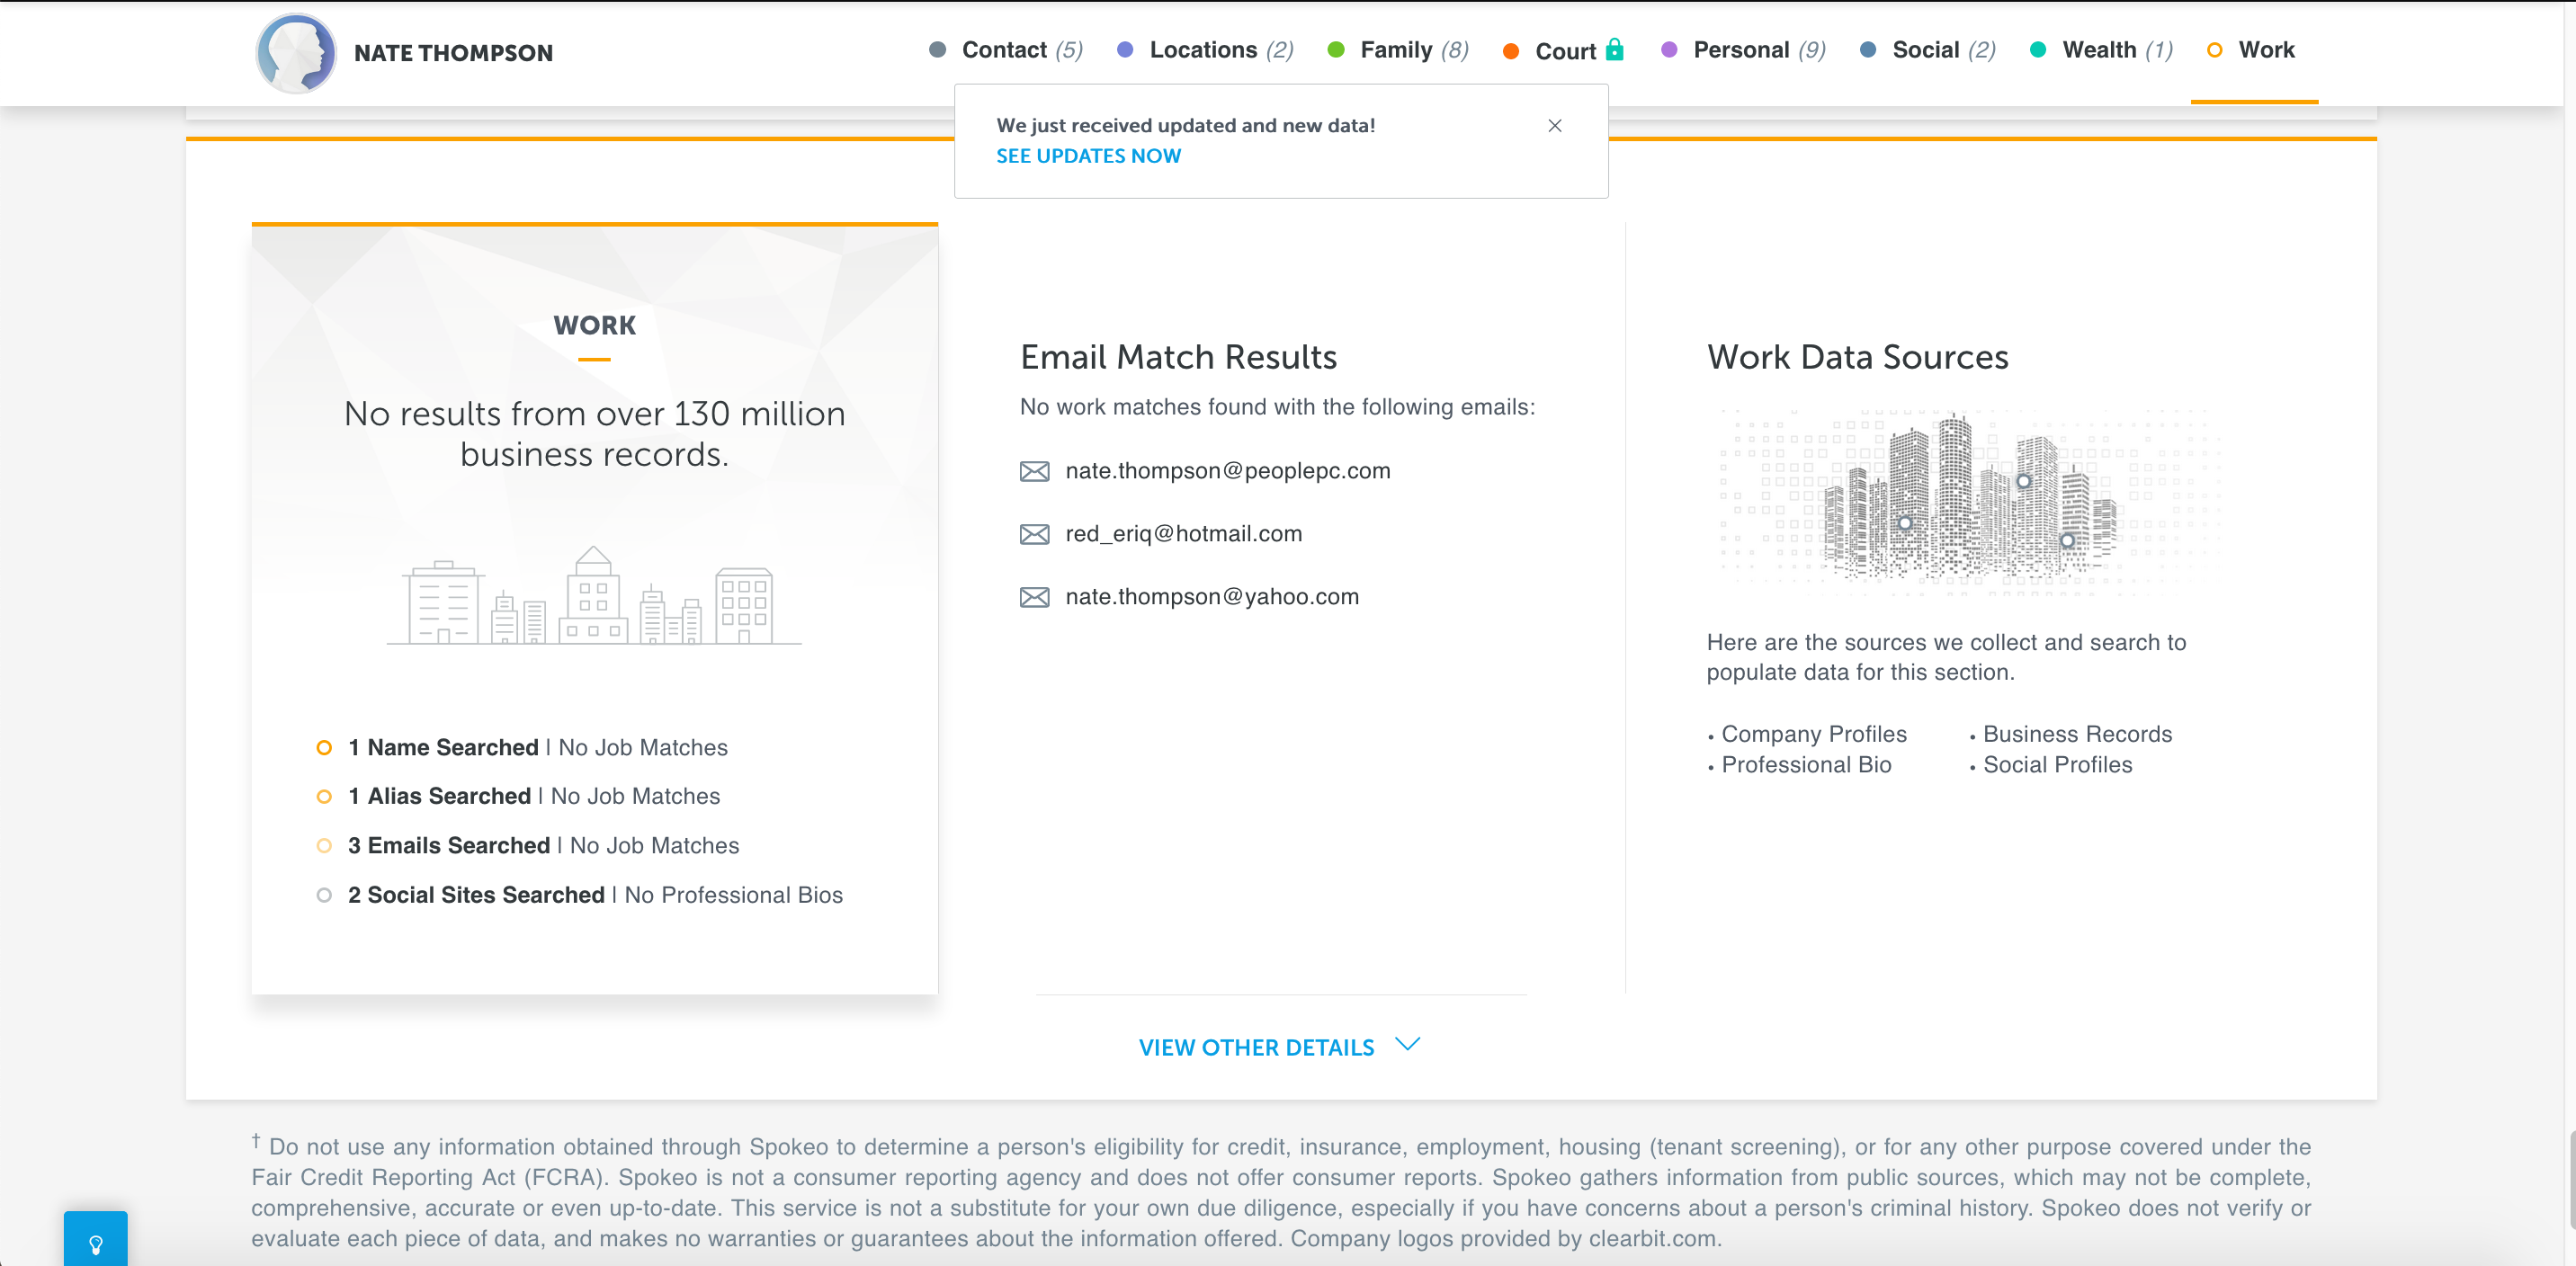 NATE THOMPSON
Contact (5)
Locations (2)
Family (8)
Court
Personal (9)
Social (2)
Wealth (1)
Work
We just received updated and new data!
SEE UPDATES NOW
WORK
No results from over 130 million
business records.
1 Name Searched | No Job Matches
1 Alias Searched | No Job Matches
3 Emails Searched | No Job Matches
2 Social Sites Searched | No Professional Bios
Email Match Results
No work matches found with the following emails:
nate.thompson@peoplepc.com
red_eriq@hotmail.com
nate.thompson@yahoo.com
Work Data Sources
Here are the sources we collect and search to
populate data for this section.
• Company Profiles
• Professional Bio
• Business Records
• Social Profiles
VIEW OTHER DETAILS
† Do not use any information obtained through Spokeo to determine a person's eligibility for credit, insurance, employment, housing (tenant screening), or for any other purpose covered under the
Fair Credit Reporting Act (FCRA). Spokeo is not a consumer reporting agency and does not offer consumer reports. Spokeo gathers information from public sources, which may not be complete,
comprehensive, accurate or even up-to-date. This service is not a substitute for your own due diligence, especially if you have concerns about a person's criminal history. Spokeo does not verify or
evaluate each piece of data, and makes no warranties or guarantees about the information offered. Company logos provided by clearbit.com.